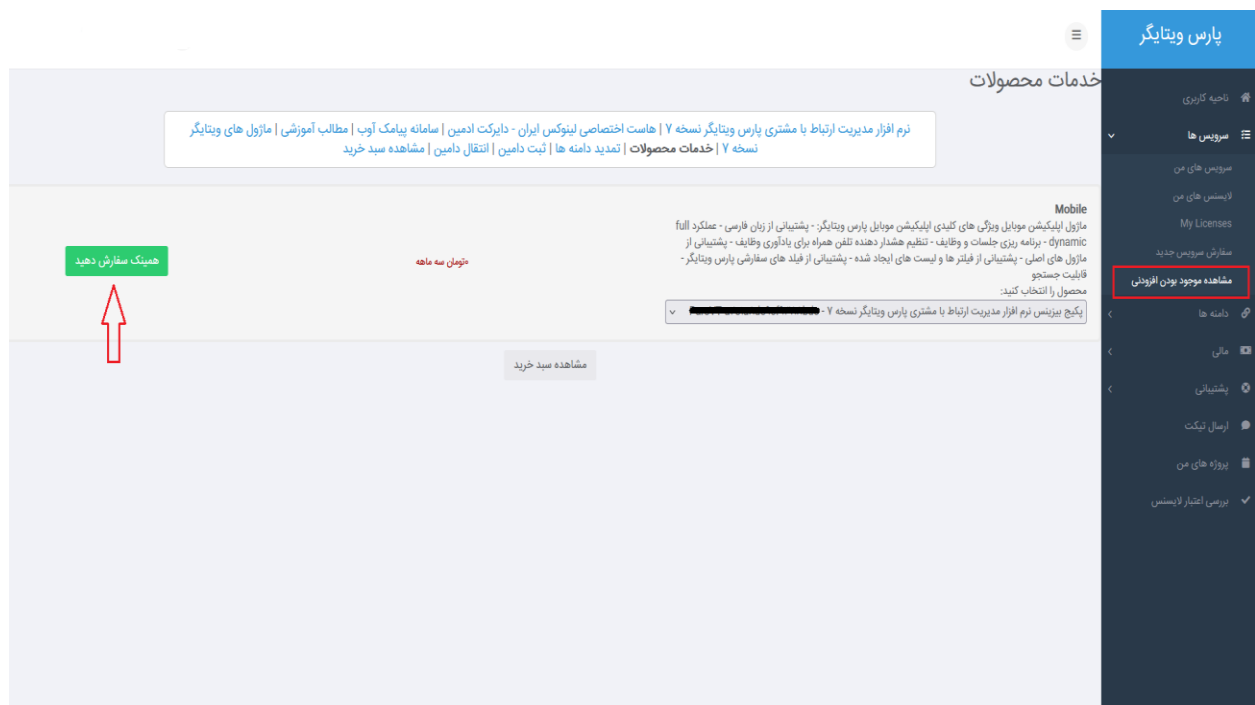 پارس ویتایگر
ناحیه کاربری
سرویس ها
سرویس های من
لایسنس های من
My Licenses
سفارش سرویس جدید
مشاهده موجود بودن افزودنی
دامنه ها
مالی
پشتیبانی
ارسال تیکت
پروژه های من
بررسی اعتبار لایسنس
خدمات محصولات
نرم افزار مدیریت ارتباط با مشتری پارس ویتایگر نسخه ۷ | هاست اختصاصی لینوکس ایران - دایرکت ادمین | سامانه پیامک آوب | مطالب آموزشی | ماژول های ویتایگر
نسخه ۷ | خدمات محصولات | تمدید دامنه ها | ثبت دامین | انتقال دامین | مشاهده سبد خرید
Mobile
ماژول اپلیکیشن موبایل ویژگی های کلیدی اپلیکیشن موبایل پارس ویتایگر: - پشتیبانی از زبان فارسی - عملکرد full
dynamic - برنامه ریزی جلسات و وظایف - تنظیم هشدار دهنده تلفن همراه برای یادآوری وظایف - پشتیبانی از
ماژول های اصلی - پشتیبانی از فیلتر ها و لیست های ایجاد شده - پشتیبانی از فیلد های سفارشی پارس ویتایگر -
قابلیت جستجو
محصول را انتخاب کنید:
پکیج بیزینس نرم افزار مدیریت ارتباط با مشتری پارس ویتایگر نسخه ۷ -
۰تومان سه ماهه
همینک سفارش دهید
مشاهده سبد خرید